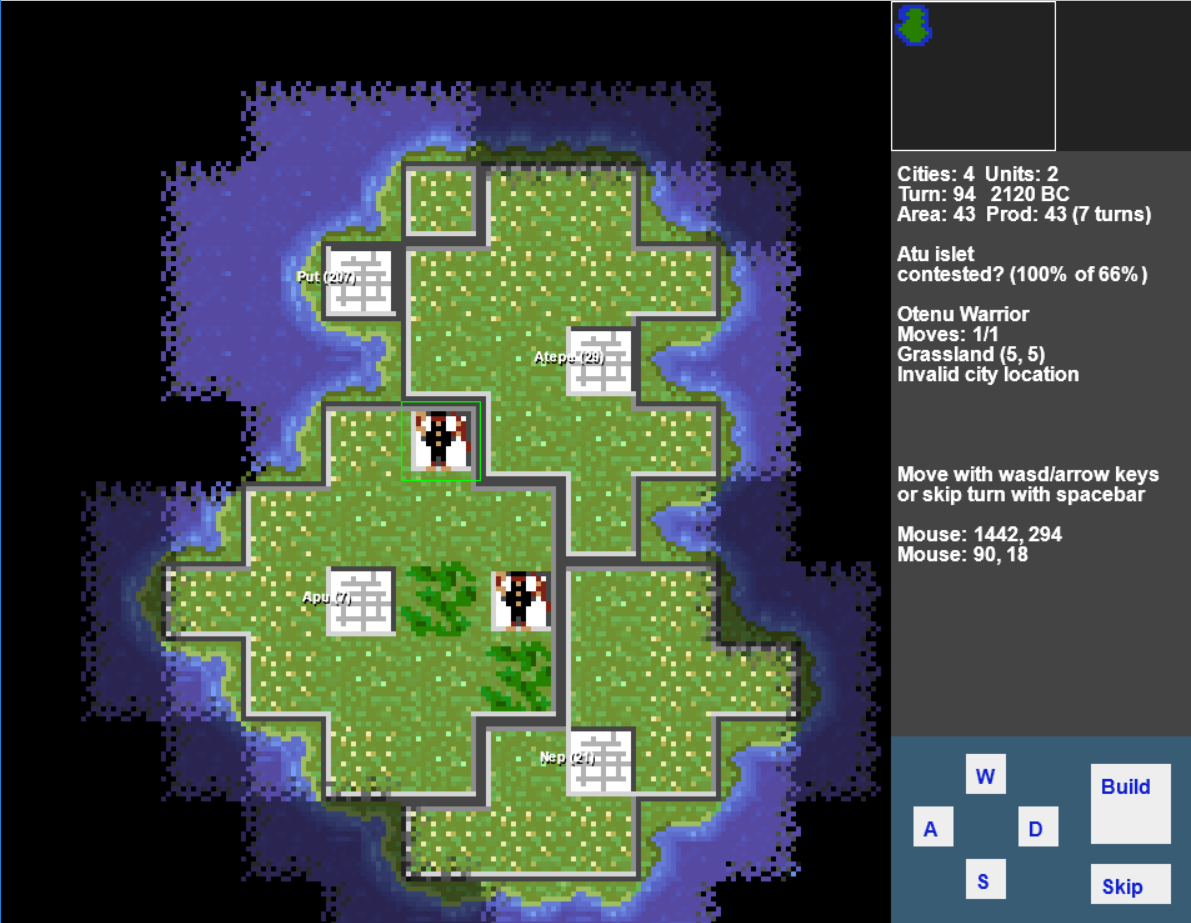 Cities: 4 Units: 2
Turn: 94 2120 BC
Area: 43 Prod: 43 (7 turns)
Atu islet
contested? (100% of 66%)
Otenu Warrior
Moves: 1/1
Grassland (5, 5)
Invalid city location
Move with wasd/arrow keys
or skip turn with spacebar
Mouse: 1442, 294
Mouse: 90, 18
Put (207)
Atepe (29)
Apu (7)
Nep (21)
W
Build
A
D
S
Skip